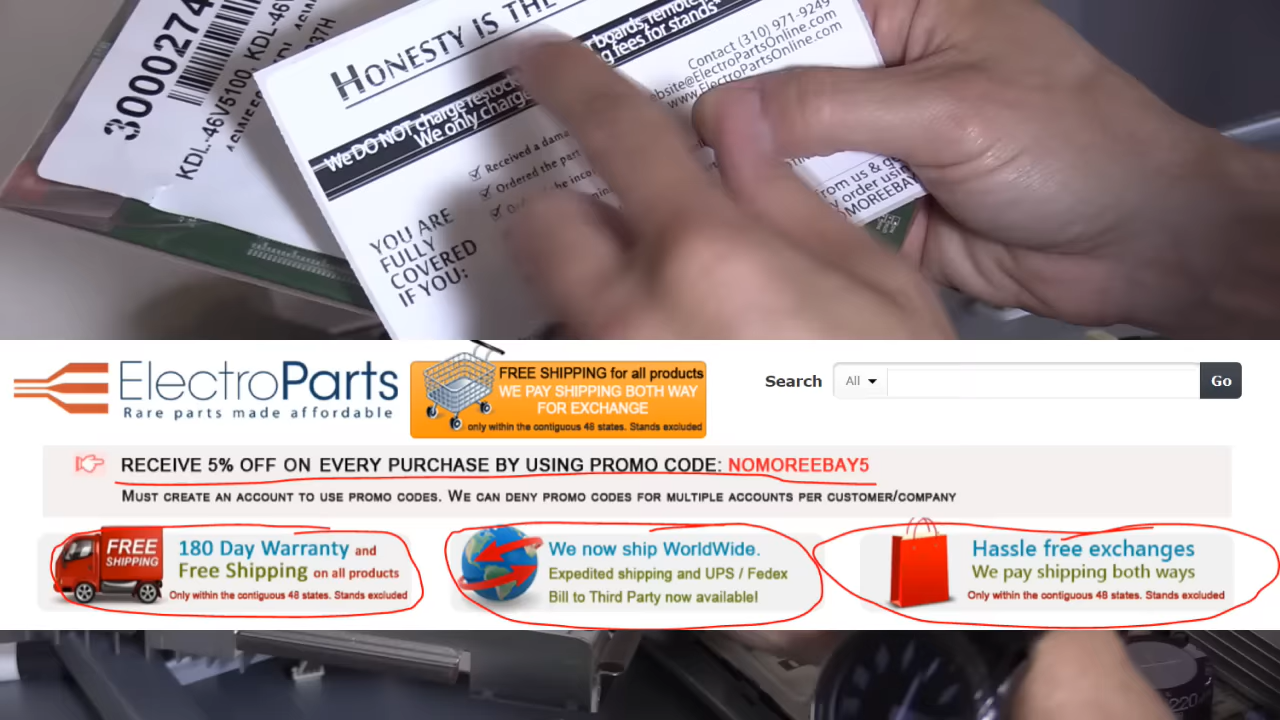 3000274
KDL-46V5100, KDL-46
HONESTY IS THE
boards, remote
We DO NOT charge
fees for stands*
We only charge
Contact (310) 971-9249
website@ElectroPartsOnline.com
www.ElectroPartsOnline.com
Received a
Ordered the part
YOU ARE
FULLY
COVERED
IF YOU:
from us &
order using
NOMOREEBAY
ElectroParts
Rare parts made affordable
FREE SHIPPING for all products
WE PAY SHIPPING BOTH WAY
FOR EXCHANGE
only within the contiguous 48 states. Stands excluded
Search
All
Go
RECEIVE 5% OFF ON EVERY PURCHASE BY USING PROMO CODE: NOMOREEBAY5
MUST CREATE AN ACCOUNT TO USE PROMO CODES. WE CAN DENY PROMO CODES FOR MULTIPLE ACCOUNTS PER CUSTOMER/COMPANY
FREE
SHIPPING
180 Day Warranty and
Free Shipping on all products
Only within the contiguous 48 states. Stands excluded
We now ship WorldWide.
Expedited shipping and UPS / Fedex
Bill to Third Party now available!
Hassle free exchanges
We pay shipping both ways
Only within the contiguous 48 states. Stands excluded
220